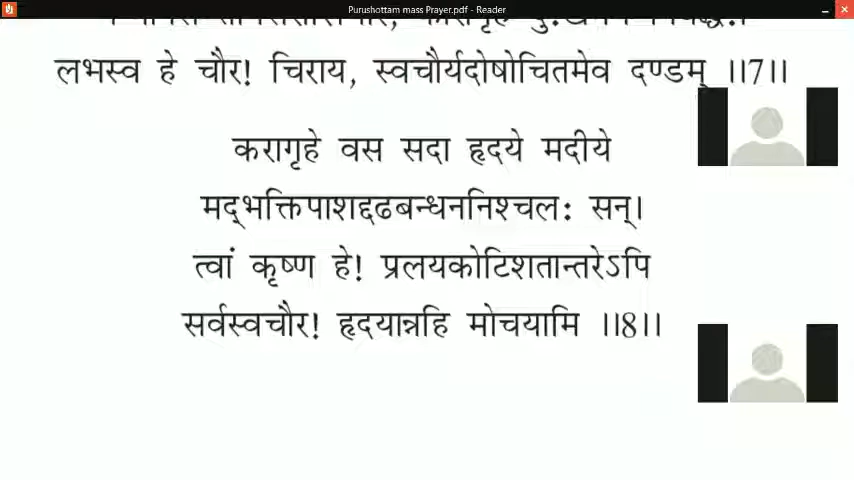 Purushottam mass Prayer.pdf - Reader
लभस्व हे चौर! चिराय, स्वचौर्यदोषोचितमेव दण्डम् ।।7।।
करागृहे वस सदा हृदये मदीये
मद्भक्तिपाशद्दढबन्धननिश्चलः सन्।
त्वां कृष्ण हे! प्रलयकोटिशतान्तरेऽपि
सर्वस्वचौर! हृदयान्नहि मोचयामि ।।8।।